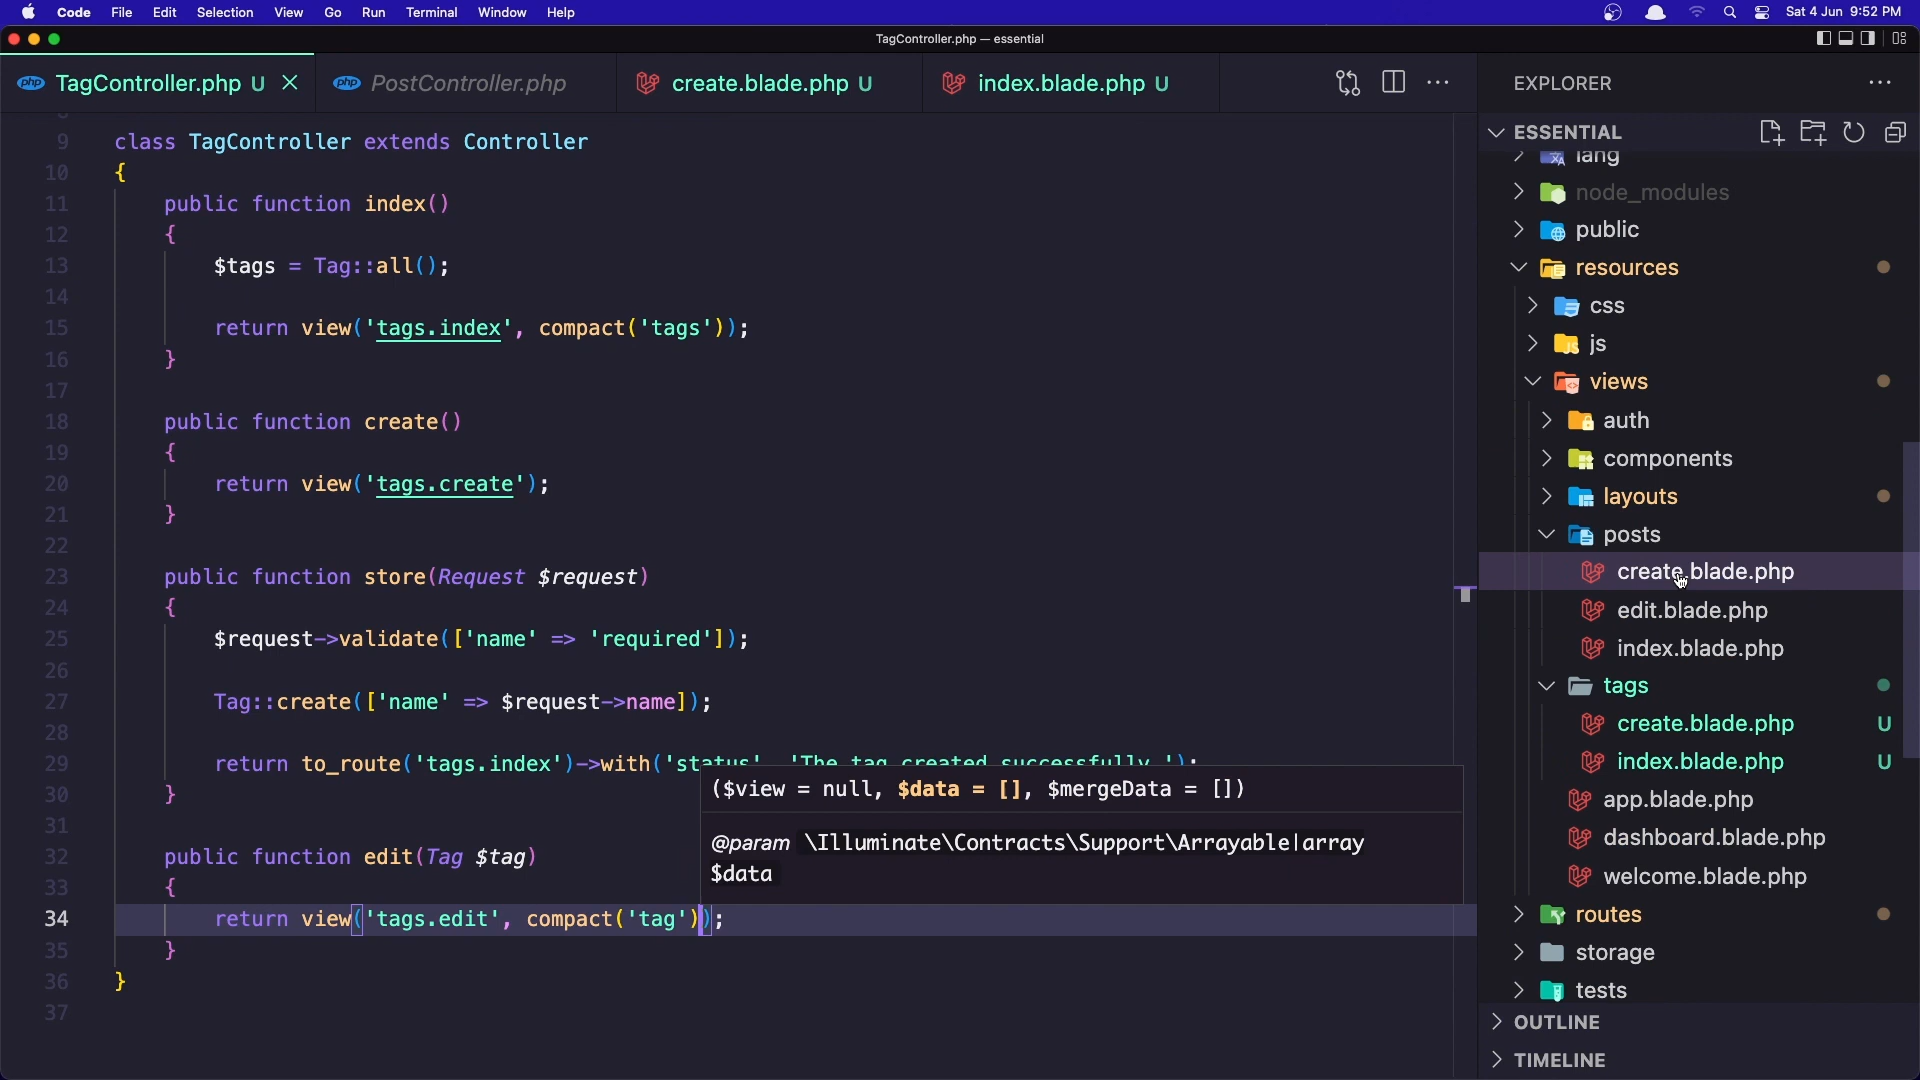 Code File Edit Selection View Go Run Terminal Window Help
Sat 4 Jun 9:52 PM
TagController.php — essential
php TagController.php U
php PostController.php
create.blade.php U
index.blade.php U
EXPLORER
ESSENTIAL
9 class TagController extends Controller
10 {
11 public function index()
12 {
13 $tags = Tag::all();
14
15 return view('tags.index', compact('tags'));
16 }
17
18 public function create()
19 {
20 return view('tags.create');
21 }
22
23 public function store(Request $request)
24 {
25 $request->validate(['name' => 'required']);
26
27 Tag::create(['name' => $request->name]);
28
29 return to_route('tags.index')->with('status', 'The tag created successfully.');
30 }
31
32 public function edit(Tag $tag)
33 {
34 return view('tags.edit', compact('tag'));
35 }
36 }
37
($view = null, $data = [], $mergeData = [])
@param \Illuminate\Contracts\Support\Arrayable|array
$data
lang
node_modules
public
resources
css
js
views
auth
components
layouts
posts
create.blade.php
edit.blade.php
index.blade.php
tags
create.blade.php U
index.blade.php U
app.blade.php
dashboard.blade.php
welcome.blade.php
routes
storage
tests
OUTLINE
TIMELINE